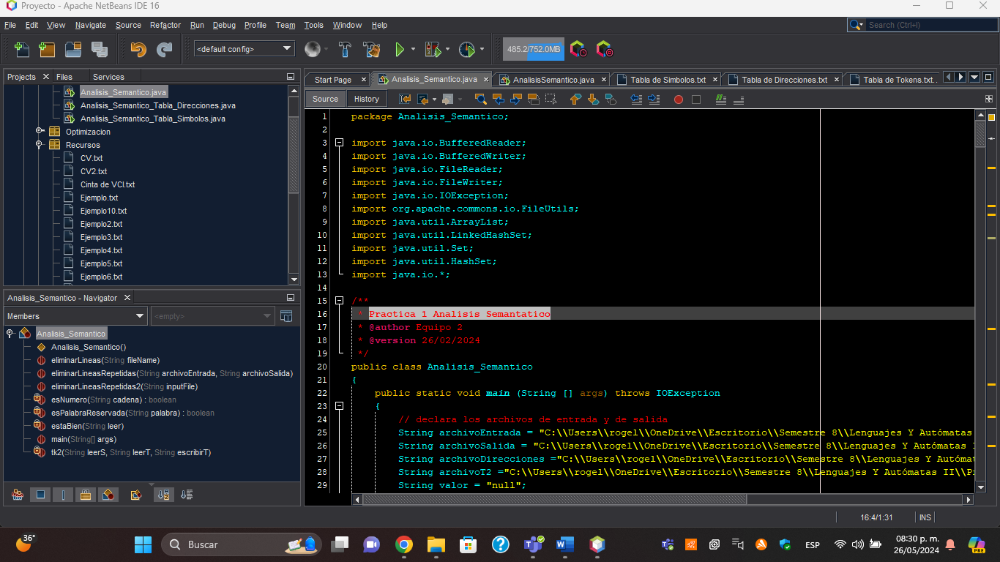 Proyecto - Apache NetBeans IDE 16
File Edit View Navigate Source Refactor Run Debug Profile Team Tools Window Help
Search (Ctrl+I)
<default config>
485.2/752.0MB
Projects Files Services
Analisis_Semantico.java
Analisis_Semantico_Tabla_Direcciones.java
Analisis_Semantico_Tabla_Simbolos.java
Optimizacion
Recursos
CV.txt
CV2.txt
Cinta de VCI.txt
Ejemplo.txt
Ejemplo10.txt
Ejemplo2.txt
Ejemplo3.txt
Ejemplo4.txt
Ejemplo5.txt
Ejemplo6.txt
Analisis_Semantico - Navigator
Members
<empty>
Analisis_Semantico
Analisis_Semantico()
eliminarLineas(String fileName)
eliminarLineasRepetidas(String archivoEntrada, String archivoSalida)
eliminarLineasRepetidas2(String inputFile)
esNumero(String cadena) : boolean
esPalabraReservada(String palabra) : boolean
estaBien(String leer)
main(String[] args)
tk2(String leerS, String leerT, String escribirT)
Start Page Analisis_Semantico.java AnalisisSemantico.java Tabla de Simbolos.txt Tabla de Direcciones.txt Tabla de Tokens.txt..
Source History
1 package Analisis_Semantico;
2
3 import java.io.BufferedReader;
4 import java.io.BufferedWriter;
5 import java.io.FileReader;
6 import java.io.FileWriter;
7 import java.io.IOException;
8 import org.apache.commons.io.FileUtils;
9 import java.util.ArrayList;
10 import java.util.LinkedHashSet;
11 import java.util.Set;
12 import java.util.HashSet;
13 import java.io.*;
14
15 /**
16 * Practica 1 Analisis Semantatico
17 * @author Equipo 2
18 * @version 26/02/2024
19 */
20 public class Analisis_Semantico
21 {
22 public static void main (String [] args) throws IOException
23 {
24 // declara los archivos de entrada y de salida
25 String archivoEntrada = "C:\\Users\\rogel\\OneDrive\\Escritorio\\Semestre 8\\Lenguajes Y Autómatas
26 String archivoSalida = "C:\\Users\\rogel\\OneDrive\\Escritorio\\Semestre 8\\Lenguajes Y Autómatas
27 String archivoDirecciones ="C:\\Users\\rogel\\OneDrive\\Escritorio\\Semestre 8\\Lenguajes Y Autómat
28 String archivoT2 ="C:\\Users\\rogel\\OneDrive\\Escritorio\\Semestre 8\\Lenguajes Y Autómatas II\\P
29 String valor = "null";
16:4/1:31 INS
36°
Buscar
ESP
08:30 p. m.
26/05/2024
PRE